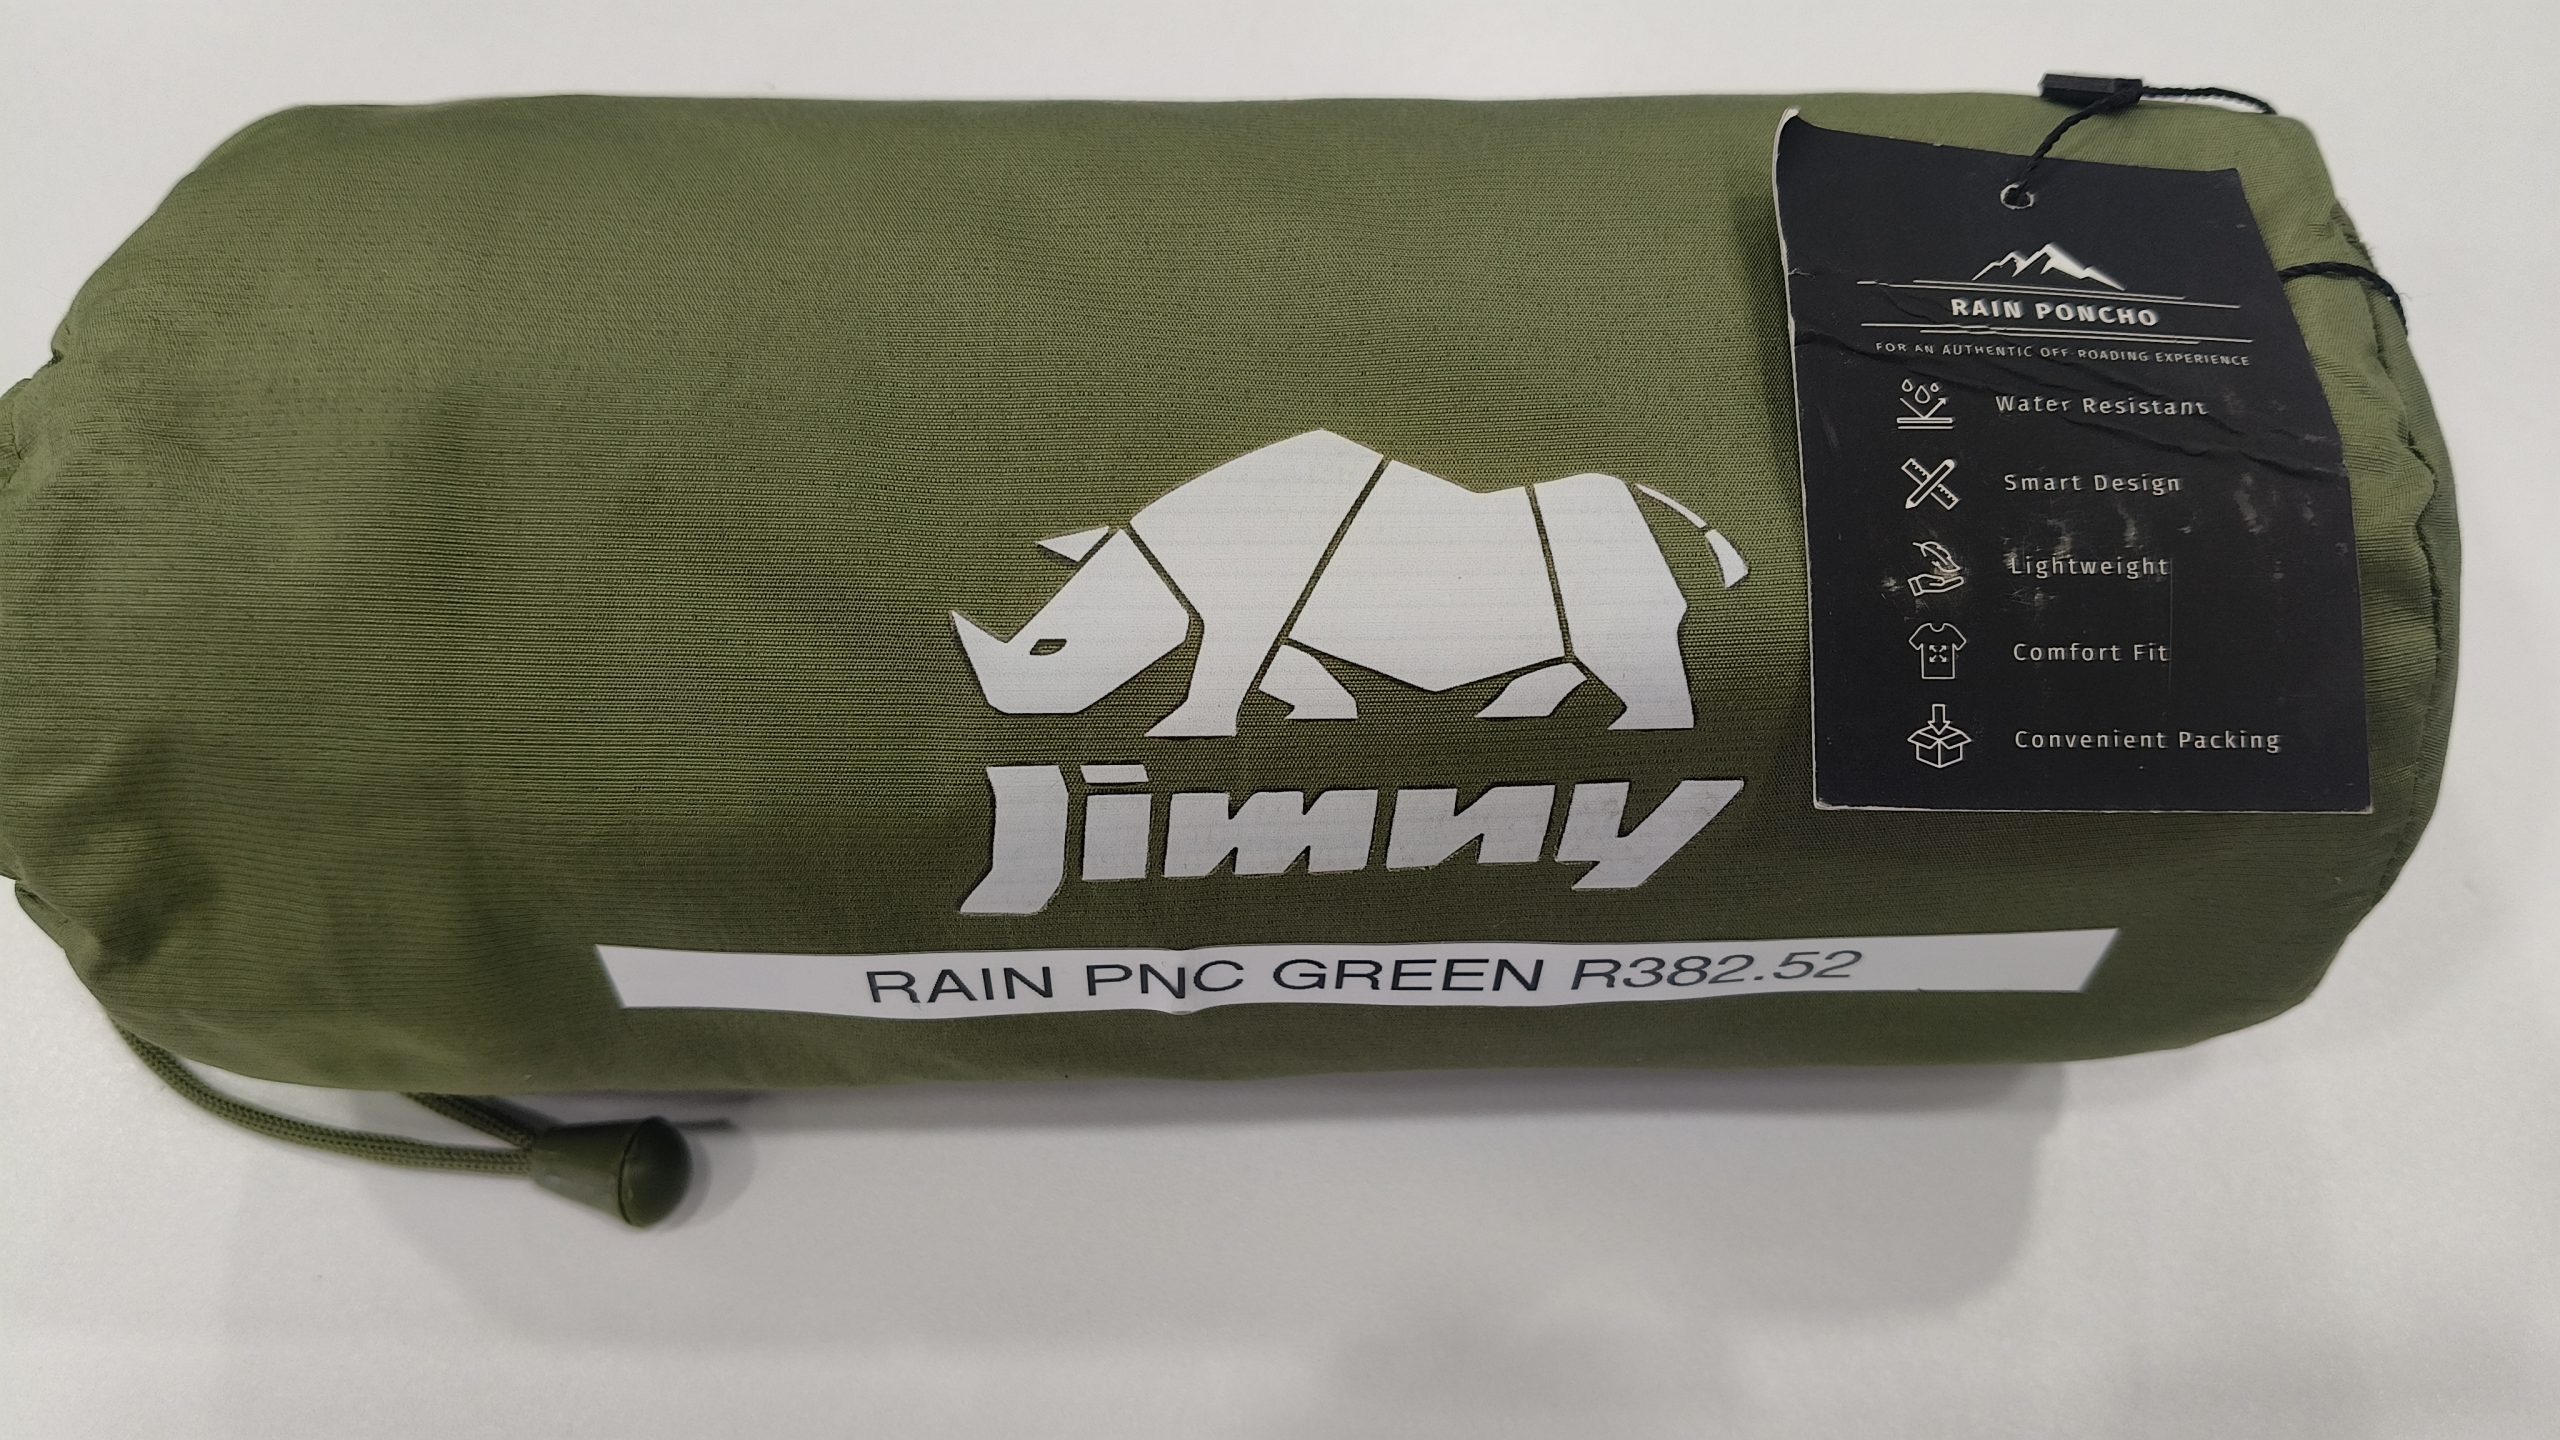 RAIN PONCHO
FOR AN AUTHENTIC OFF-ROADING EXPERIENCE
Water Resistant
Smart Design
Lightweight
Comfort Fit
Convenient Packing
Jimny
RAIN PNC GREEN R382.52